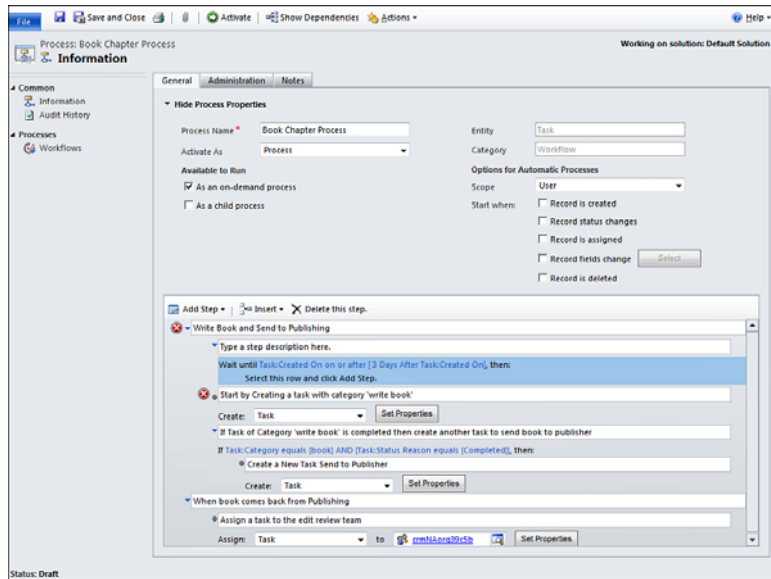 File Save and Close Activate Show Dependencies Actions Help
Process: Book Chapter Process
Information
Working on solution: Default Solution
Common
Information
Audit History
Processes
Workflows
General Administration Notes
Hide Process Properties
Process Name * Book Chapter Process
Entity Task
Activate As Process
Category Workflow
Available to Run
Options for Automatic Processes
As an on-demand process
Scope User
As a child process
Start when: Record is created
Record status changes
Record is assigned
Record fields change Select
Record is deleted
Add Step Insert Delete this step.
Write Book and Send to Publishing
Type a step description here.
Wait until Task:Created On on or after [3 Days After Task:Created On], then:
Select this row and click Add Step.
Start by Creating a task with category 'write book'
Create: Task Set Properties
If Task of Category 'write book' is completed then create another task to send book to publisher
If Task:Category equals [book] AND [Task:Status Reason equals [Completed]], then:
Create a New Task Send to Publisher
Create: Task Set Properties
When book comes back from Publishing
Assign a task to the edit review team
Assign: Task to crmNAorg39c5b Set Properties
Status: Draft